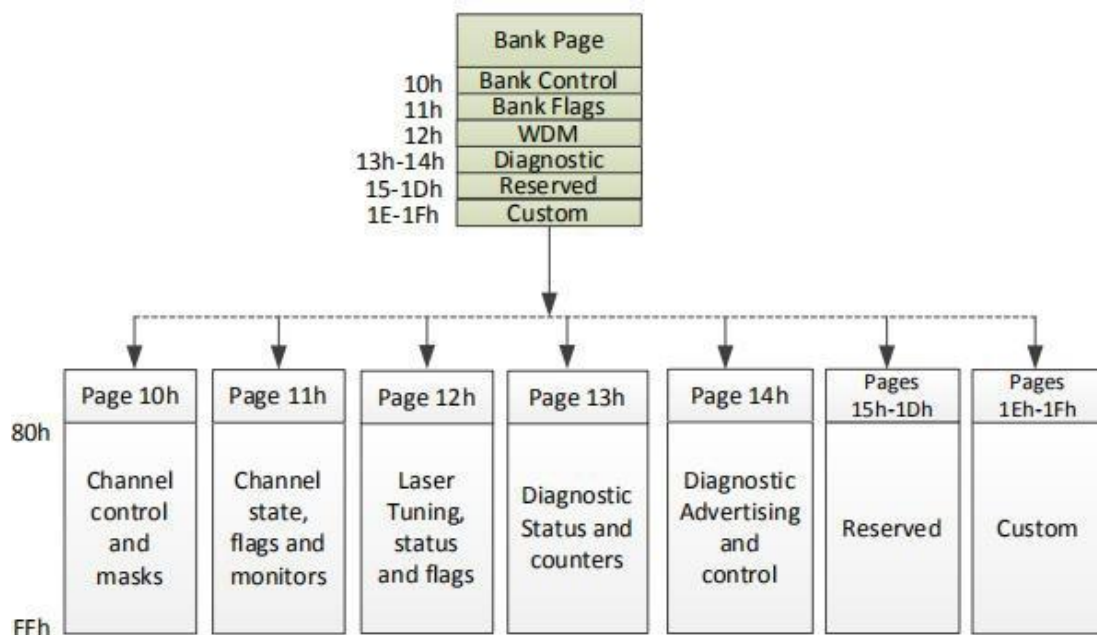 Bank Page
10h Bank Control
11h Bank Flags
12h WDM
13h-14h Diagnostic
15-1Dh Reserved
1E-1Fh Custom
Page 10h
Page 11h
Page 12h
Page 13h
Page 14h
Pages
15h-1Dh
Pages
1Eh-1Fh
80h
Channel
control
and
masks
Channel
state,
flags and
monitors
Laser
Tuning,
status
and flags
Diagnostic
Status and
counters
Diagnostic
Advertising
and
control
Reserved
Custom
FFh